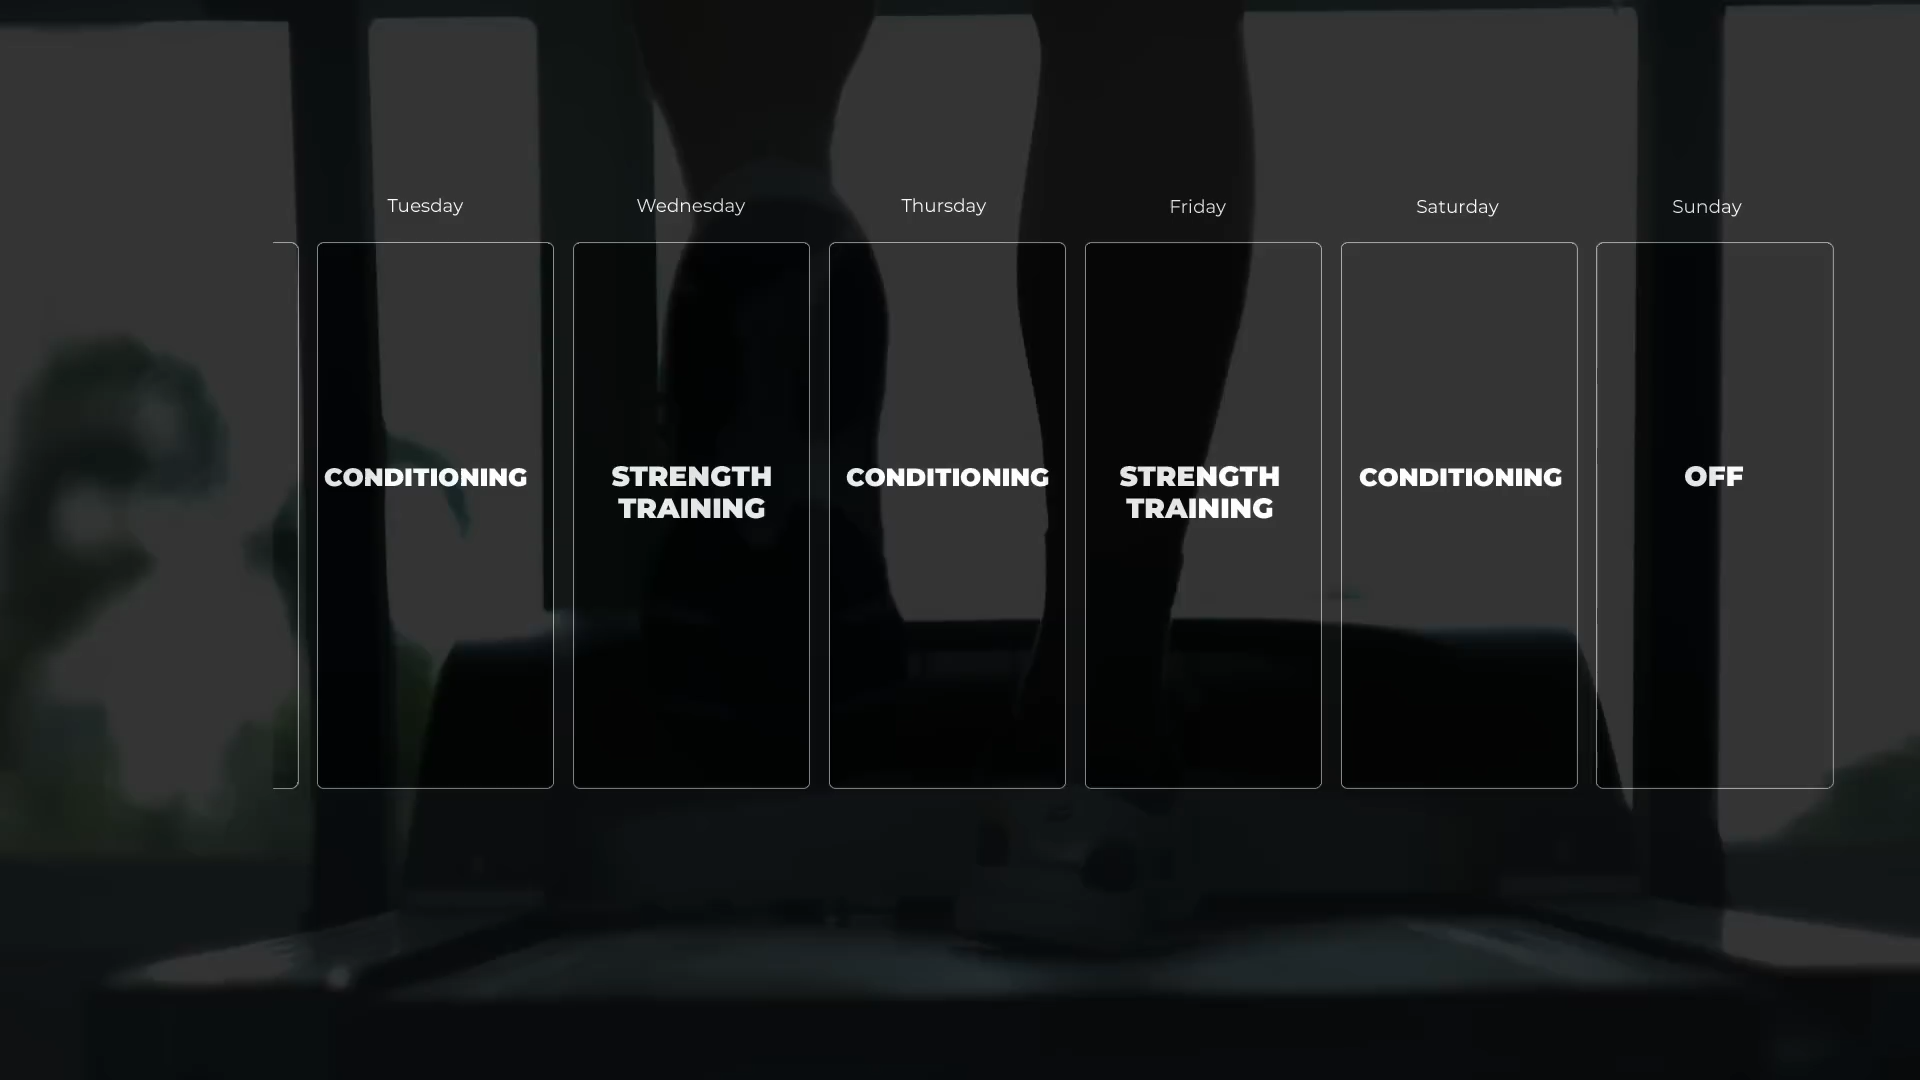 Tuesday
Wednesday
Thursday
Friday
Saturday
Sunday
CONDITIONING
STRENGTH
TRAINING
CONDITIONING
STRENGTH
TRAINING
CONDITIONING
OFF